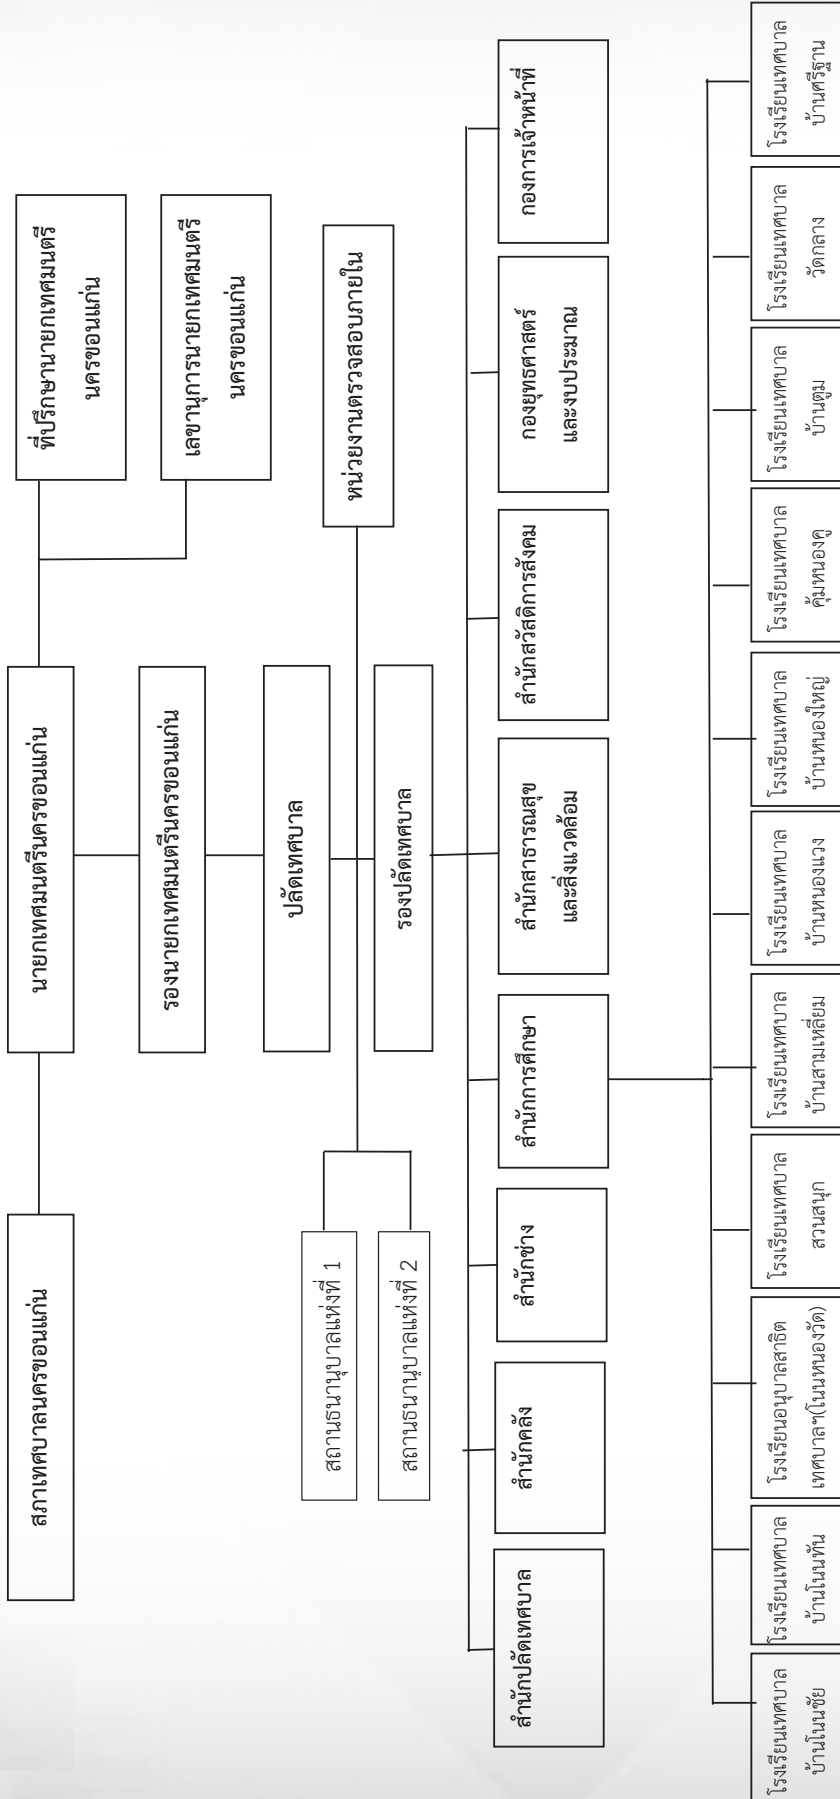 สภาเทศบาลนครขอนแก่น
นายกเทศมนตรีนครขอนแก่น
ที่ปรึกษานายกเทศมนตรี
นครขอนแก่น
รองนายกเทศมนตรีนครขอนแก่น
เลขานุการนายกเทศมนตรี
นครขอนแก่น
ปลัดเทศบาล
สถานธนานุบาลแห่งที่ 1
หน่วยงานตรวจสอบภายใน
สถานธนานุบาลแห่งที่ 2
รองปลัดเทศบาล
สำนักปลัดเทศบาล
สำนักคลัง
สำนักช่าง
สำนักการศึกษา
สำนักสาธารณสุข
และสิ่งแวดล้อม
สำนักสวัสดิการสังคม
กองยุทธศาสตร์
และงบประมาณ
กองการเจ้าหน้าที่
โรงเรียนเทศบาล
บ้านโนนชัย
โรงเรียนเทศบาล
บ้านโนนทัน
โรงเรียนอนุบาลสาธิต
เทศบาลฯ(โนนหนองวัด)
โรงเรียนเทศบาล
สวนสนุก
โรงเรียนเทศบาล
บ้านสามเหลี่ยม
โรงเรียนเทศบาล
บ้านหนองแวง
โรงเรียนเทศบาล
บ้านหนองใหญ่
โรงเรียนเทศบาล
คุ้มหนองคู
โรงเรียนเทศบาล
บ้านตูม
โรงเรียนเทศบาล
วัดกลาง
โรงเรียนเทศบาล
บ้านศรีฐาน